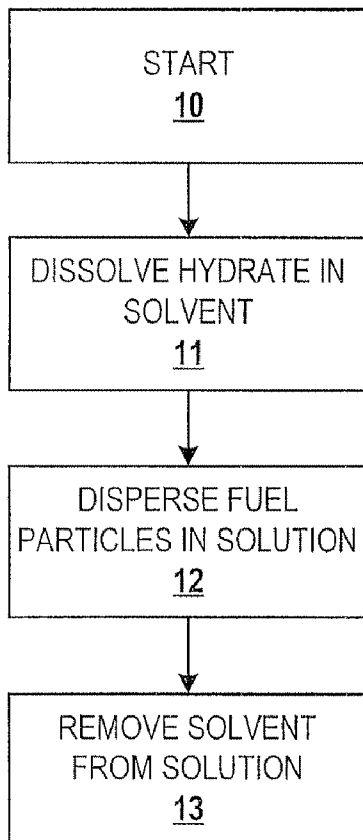 START
10
DISSOLVE HYDRATE IN
SOLVENT
11
DISPERSE FUEL
PARTICLES IN SOLUTION
12
REMOVE SOLVENT
FROM SOLUTION
13